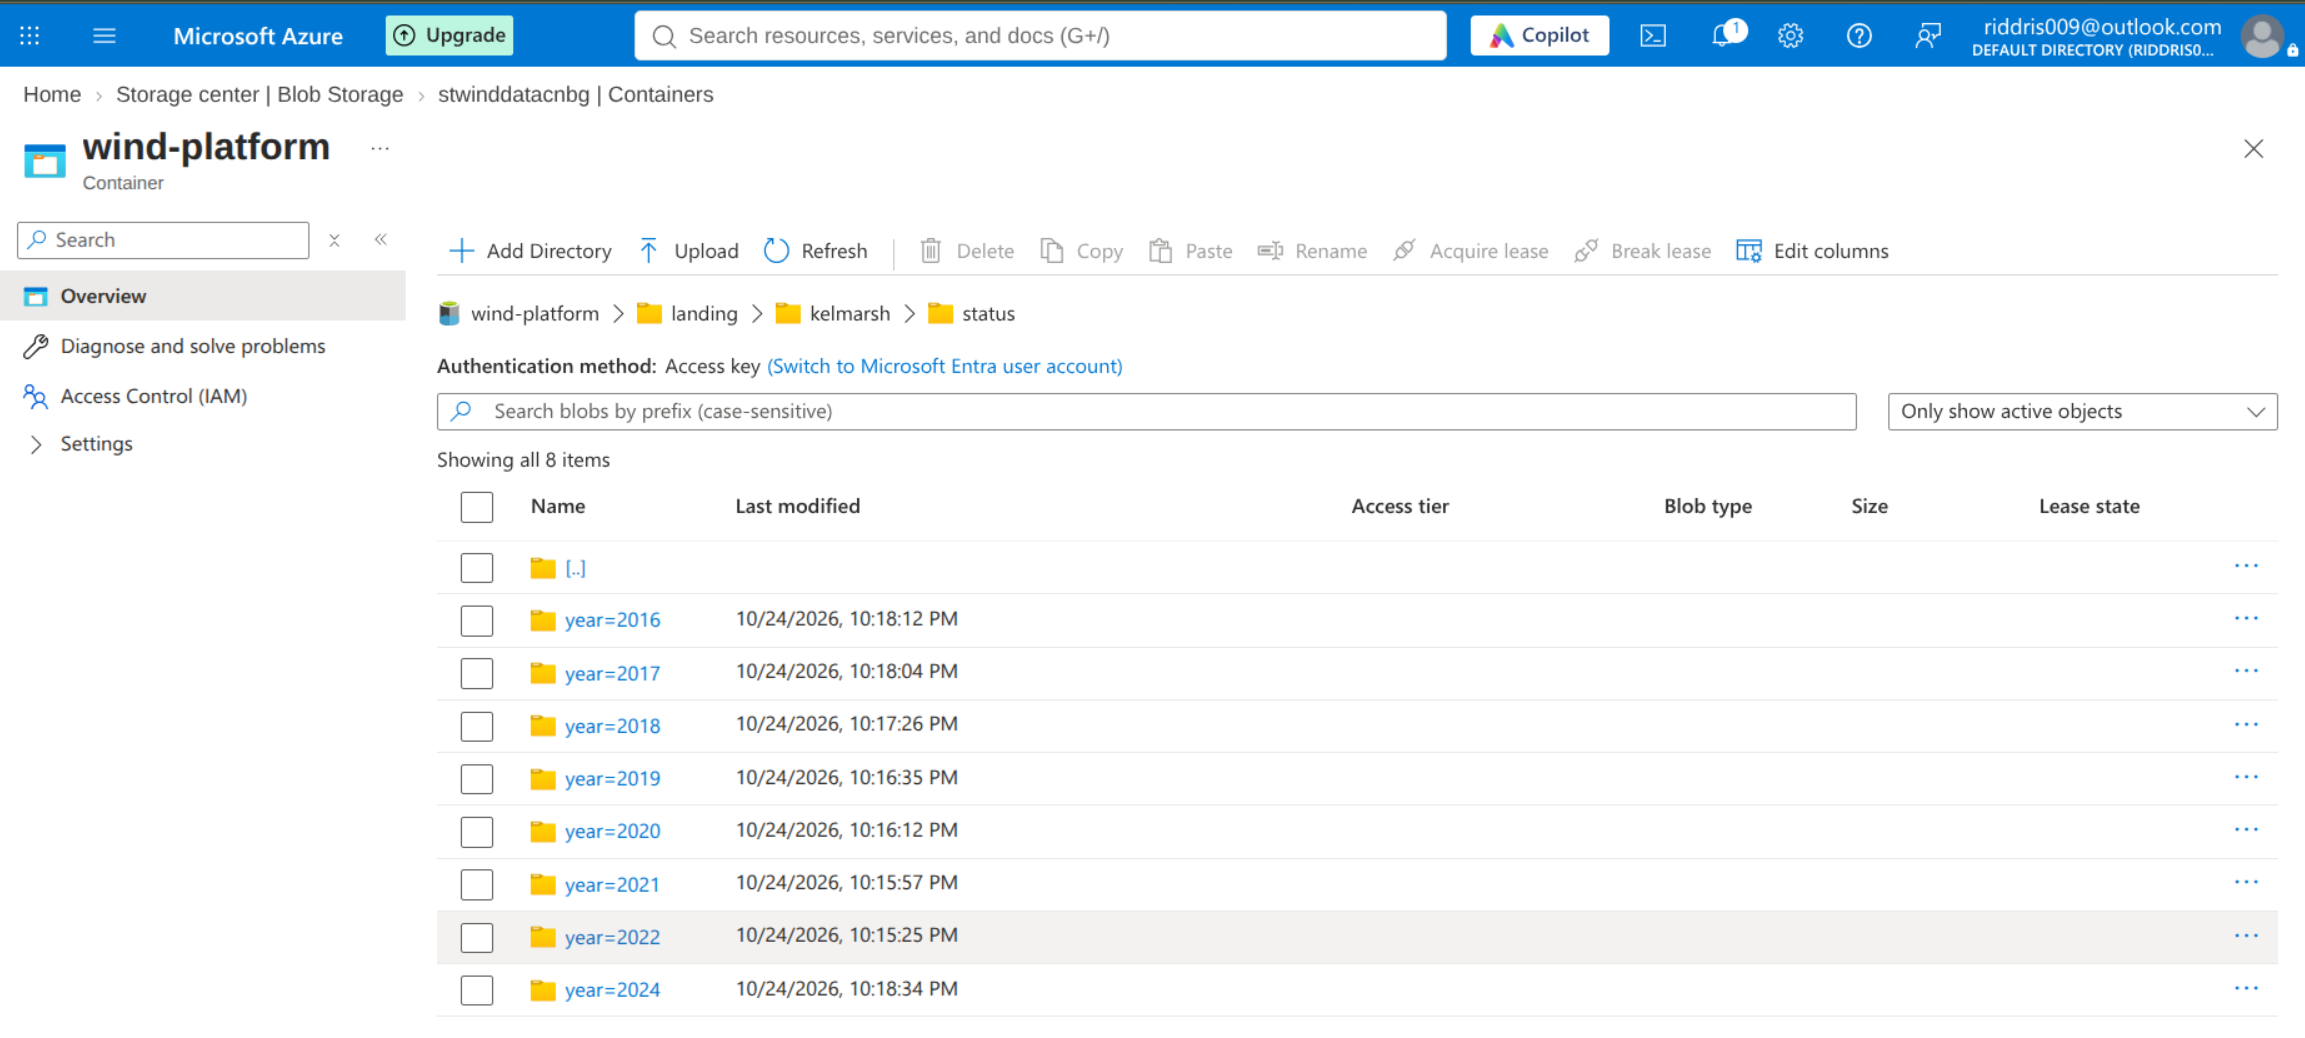 Microsoft Azure
Upgrade
Search resources, services, and docs (G+/)
Copilot
1
riddris009@outlook.com
DEFAULT DIRECTORY (RIDDRIS0...
Home > Storage center | Blob Storage > stwinddatacnbg | Containers
wind-platform ...
Container
Search
Overview
Diagnose and solve problems
Access Control (IAM)
Settings
Add Directory Upload Refresh Delete Copy Paste Rename Acquire lease Break lease Edit columns
wind-platform > landing > kelmarsh > status
Authentication method: Access key (Switch to Microsoft Entra user account)
Search blobs by prefix (case-sensitive)
Only show active objects
Showing all 8 items
Name Last modified Access tier Blob type Size Lease state
[..] ...
year=2016 10/24/2026, 10:18:12 PM ...
year=2017 10/24/2026, 10:18:04 PM ...
year=2018 10/24/2026, 10:17:26 PM ...
year=2019 10/24/2026, 10:16:35 PM ...
year=2020 10/24/2026, 10:16:12 PM ...
year=2021 10/24/2026, 10:15:57 PM ...
year=2022 10/24/2026, 10:15:25 PM ...
year=2024 10/24/2026, 10:18:34 PM ...